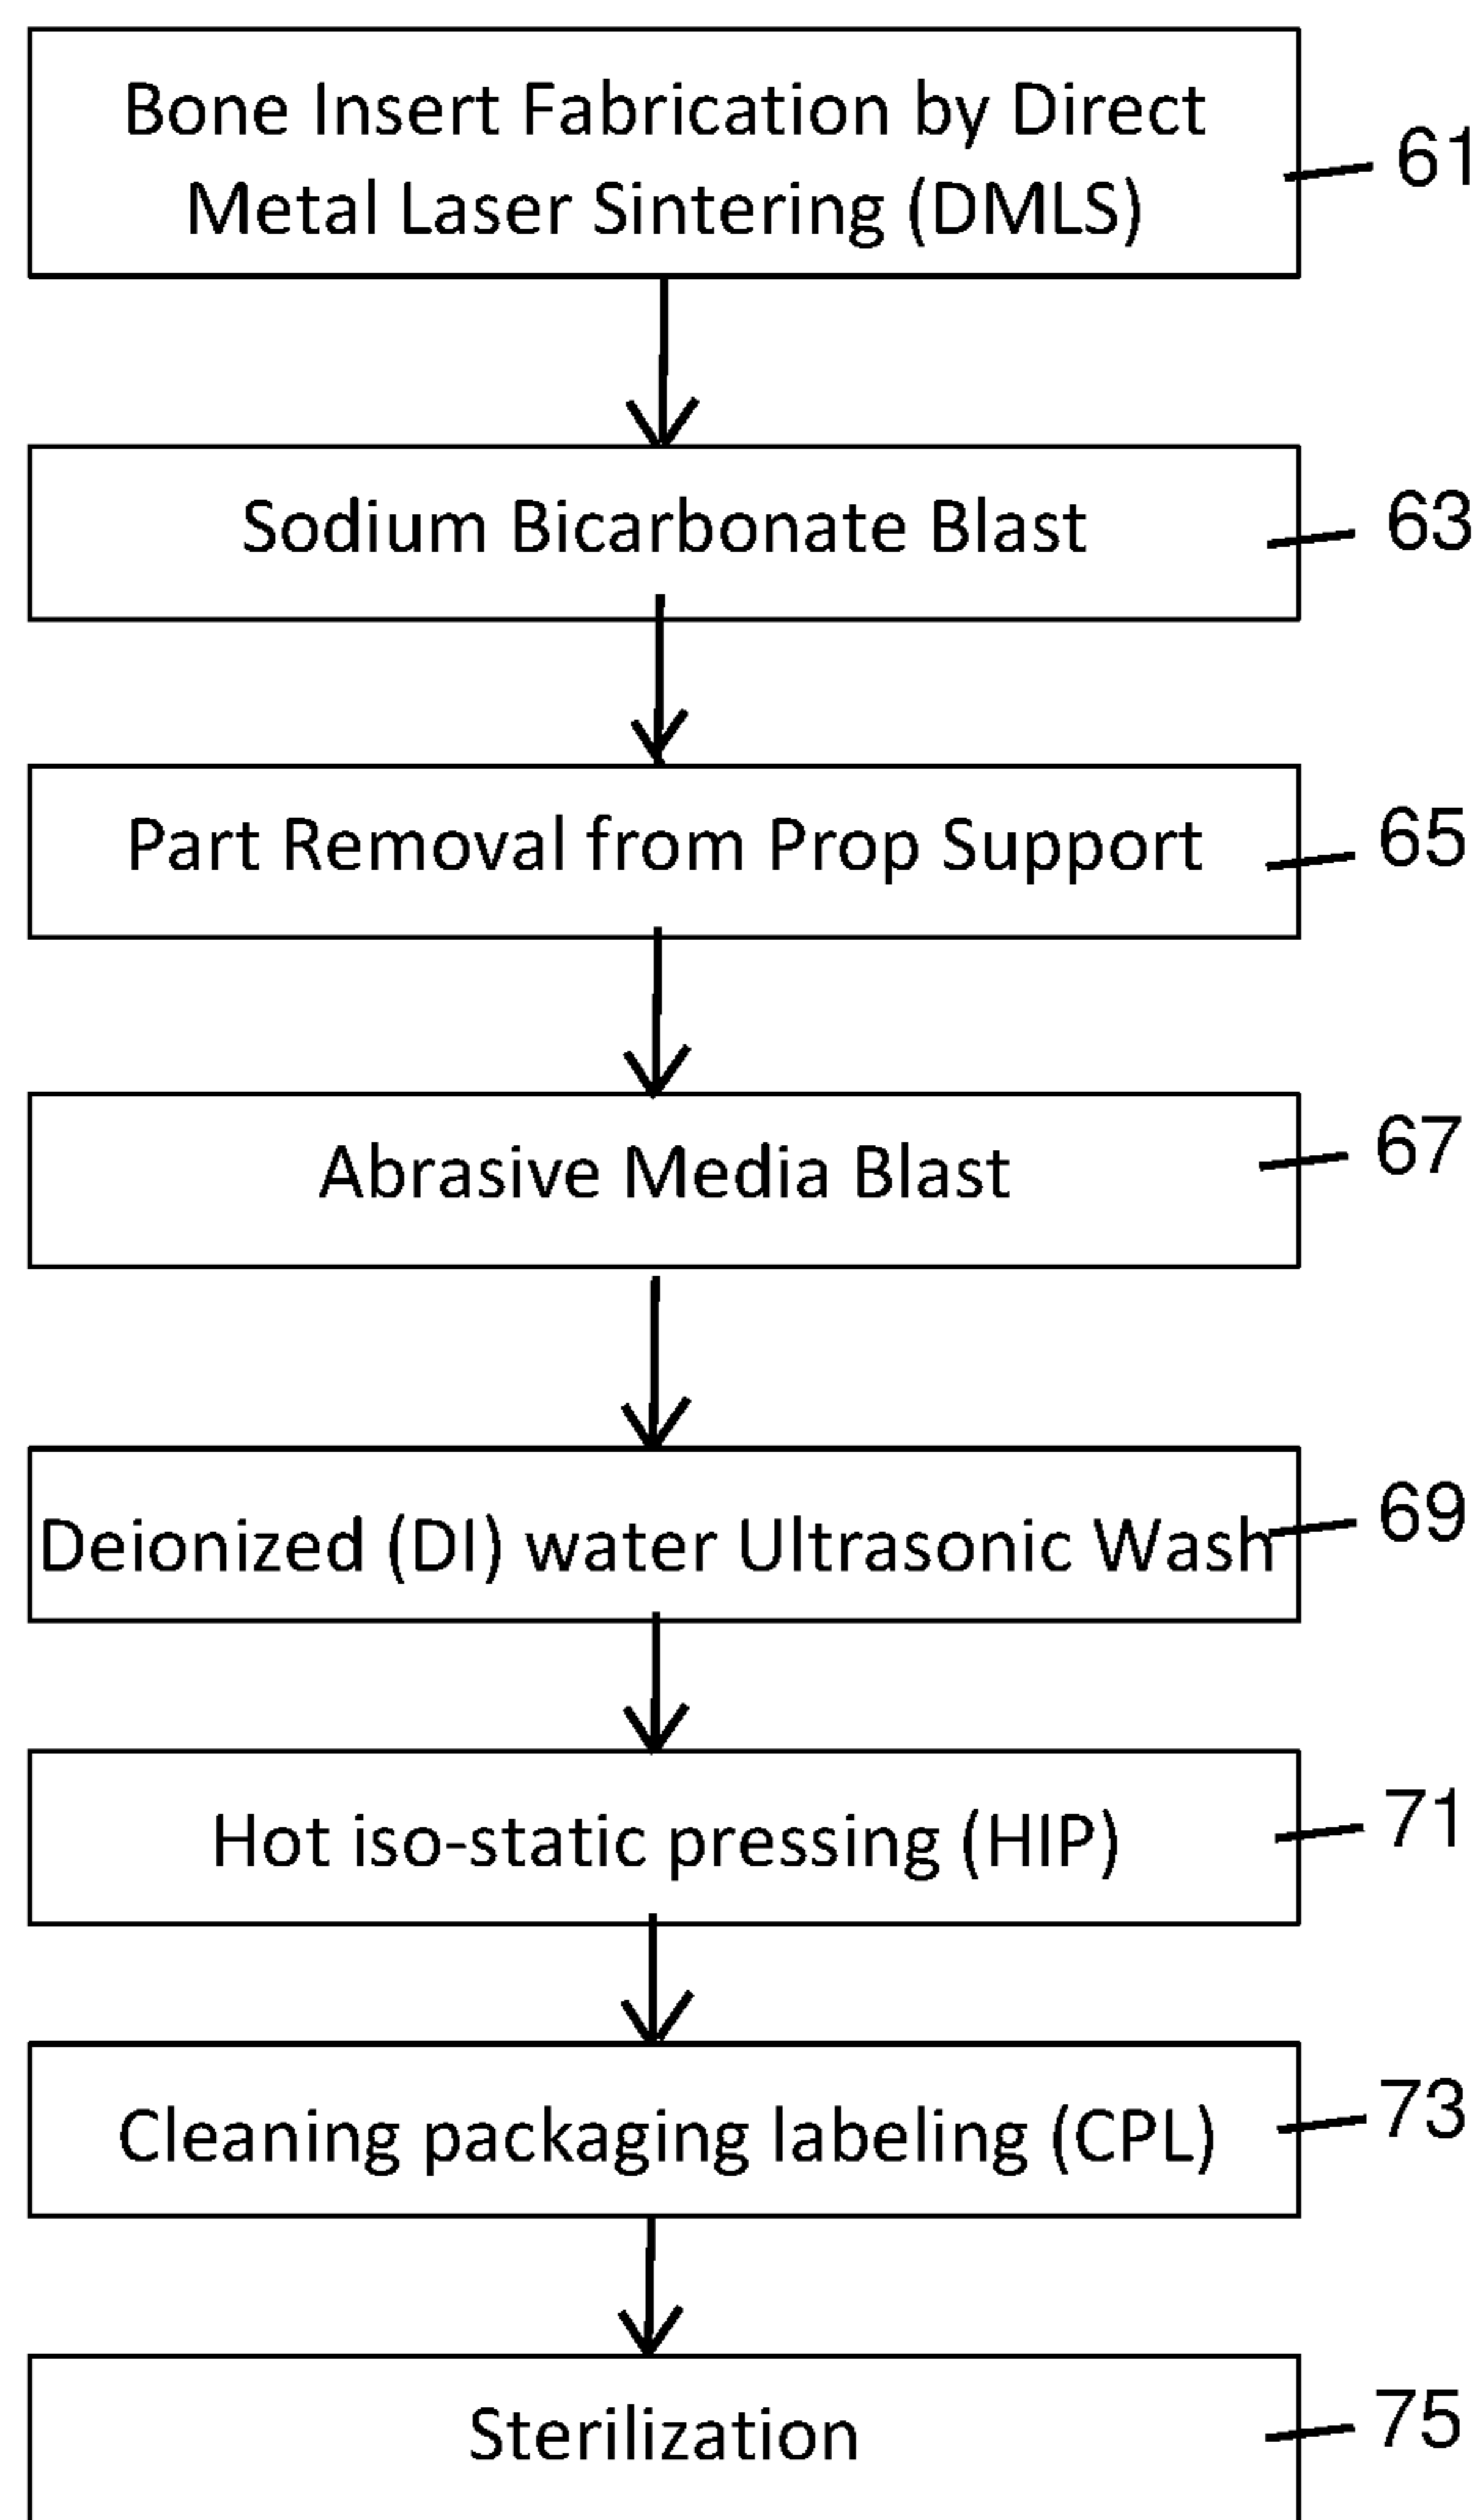 Bone Insert Fabrication by Direct
Metal Laser Sintering (DMLS)
61
Sodium Bicarbonate Blast
63
Part Removal from Prop Support
65
Abrasive Media Blast
67
Deionized (DI) water Ultrasonic Wash
69
Hot iso-static pressing (HIP)
71
Cleaning packaging labeling (CPL)
73
Sterilization
75